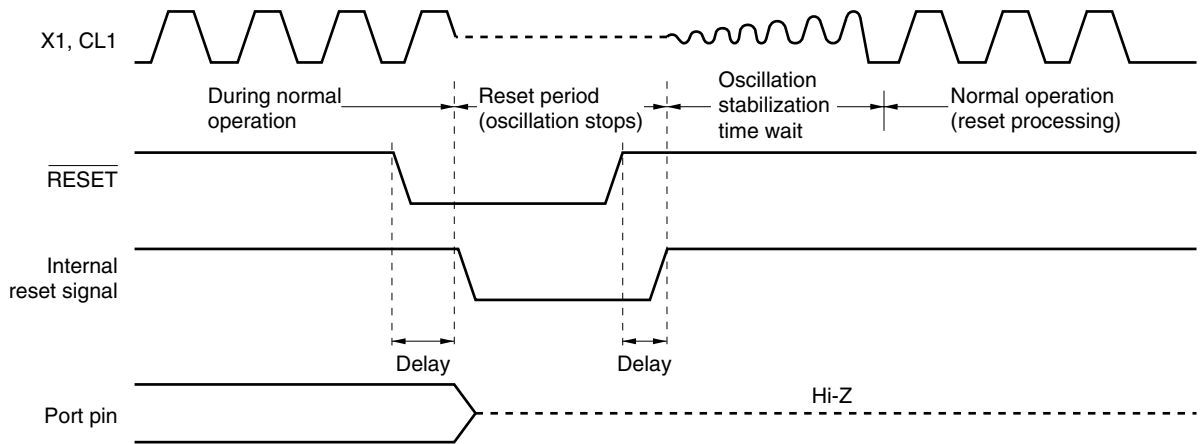 X1, CL1
During normal
operation
Reset period
(oscillation stops)
Oscillation
stabilization
time wait
Normal operation
(reset processing)
RESET
Internal
reset signal
Delay
Delay
Port pin
Hi-Z